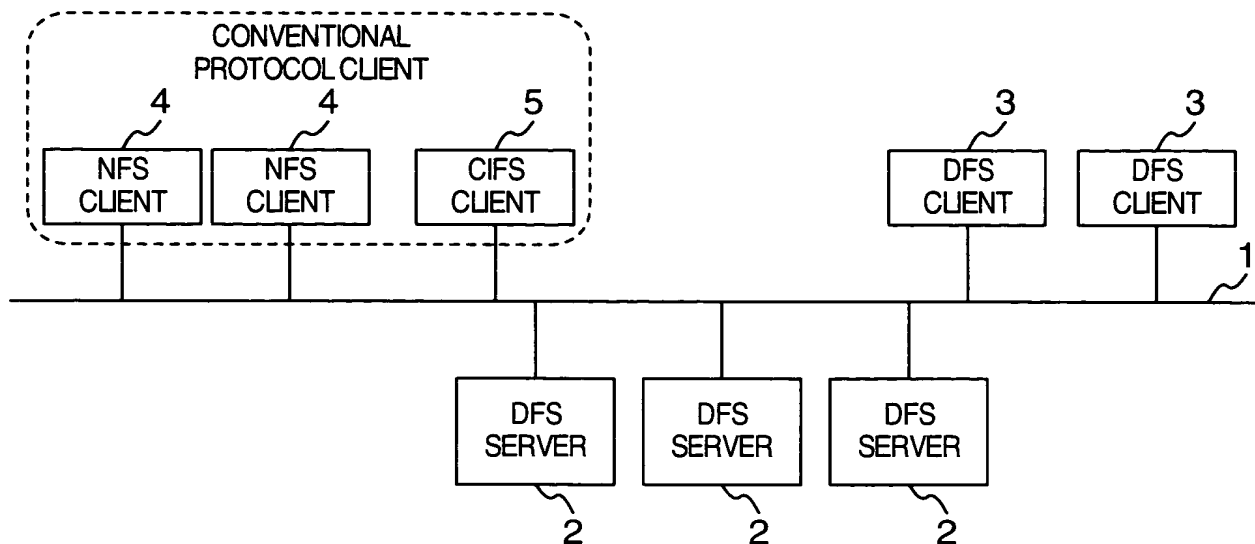 CONVENTIONAL
PROTOCOL CLIENT
4
4
5
3
3
NFS
CLIENT
NFS
CLIENT
CIFS
CLIENT
DFS
CLIENT
DFS
CLIENT
1
DFS
SERVER
DFS
SERVER
DFS
SERVER
2
2
2